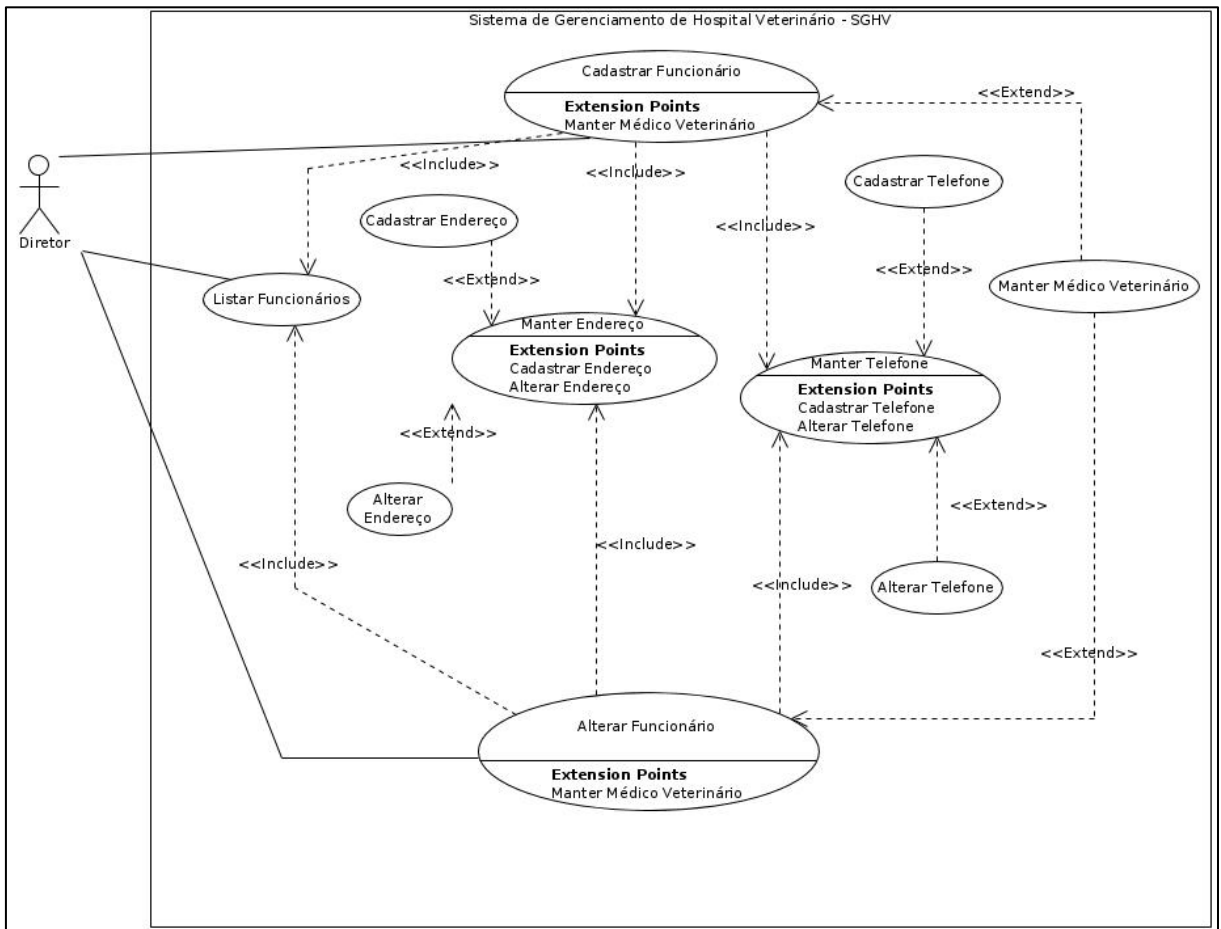 Sistema de Gerenciamento de Hospital Veterinário - SGHV
Cadastrar Funcionário
Extension Points
Manter Médico Veterinário
<<Extend>>
<<Include>>
<<Include>>
Cadastrar Telefone
Diretor
Cadastrar Endereço
<<Include>>
<<Extend>>
<<Extend>>
Listar Funcionários
Manter Médico Veterinário
Manter Endereço
Extension Points
Cadastrar Endereço
Alterar Endereço
Manter Telefone
Extension Points
Cadastrar Telefone
Alterar Telefone
<<Extend>>
Alterar
Endereço
<<Extend>>
<<Include>>
<<Include>>
<<Include>>
Alterar Telefone
<<Extend>>
Alterar Funcionário
Extension Points
Manter Médico Veterinário